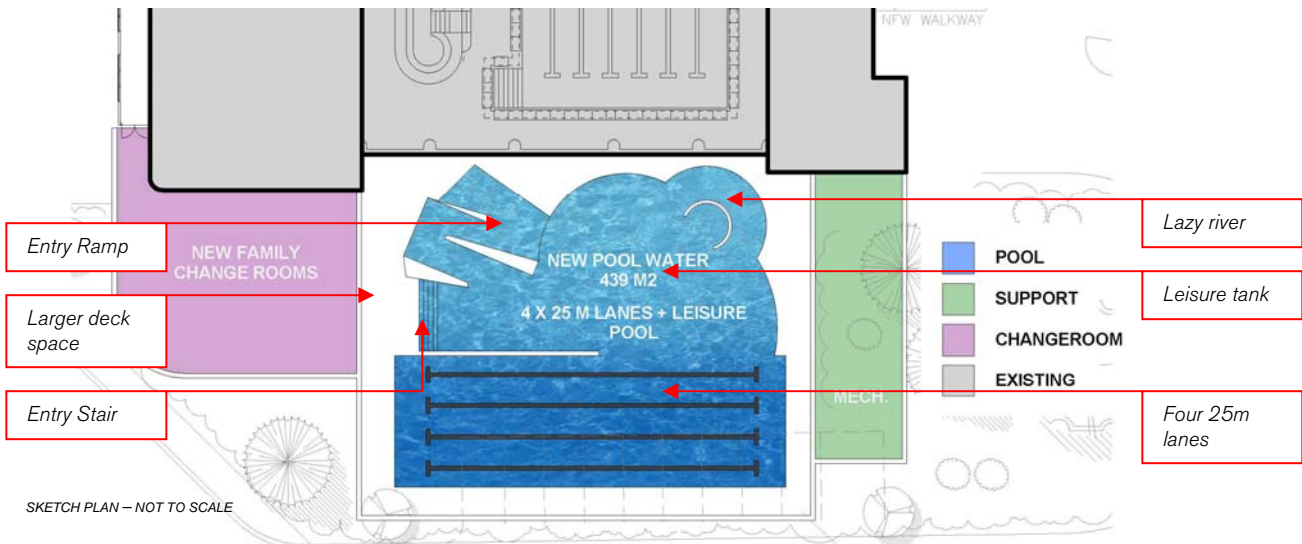 NFW WALKWAY
Entry Ramp
Larger deck
space
Entry Stair
NEW FAMILY
CHANGE ROOMS
NEW POOL WATER
439 M2
4 X 25 M LANES + LEISURE
POOL
MECH.
POOL
SUPPORT
CHANGEROOM
EXISTING
Lazy river
Leisure tank
Four 25m
lanes
SKETCH PLAN – NOT TO SCALE